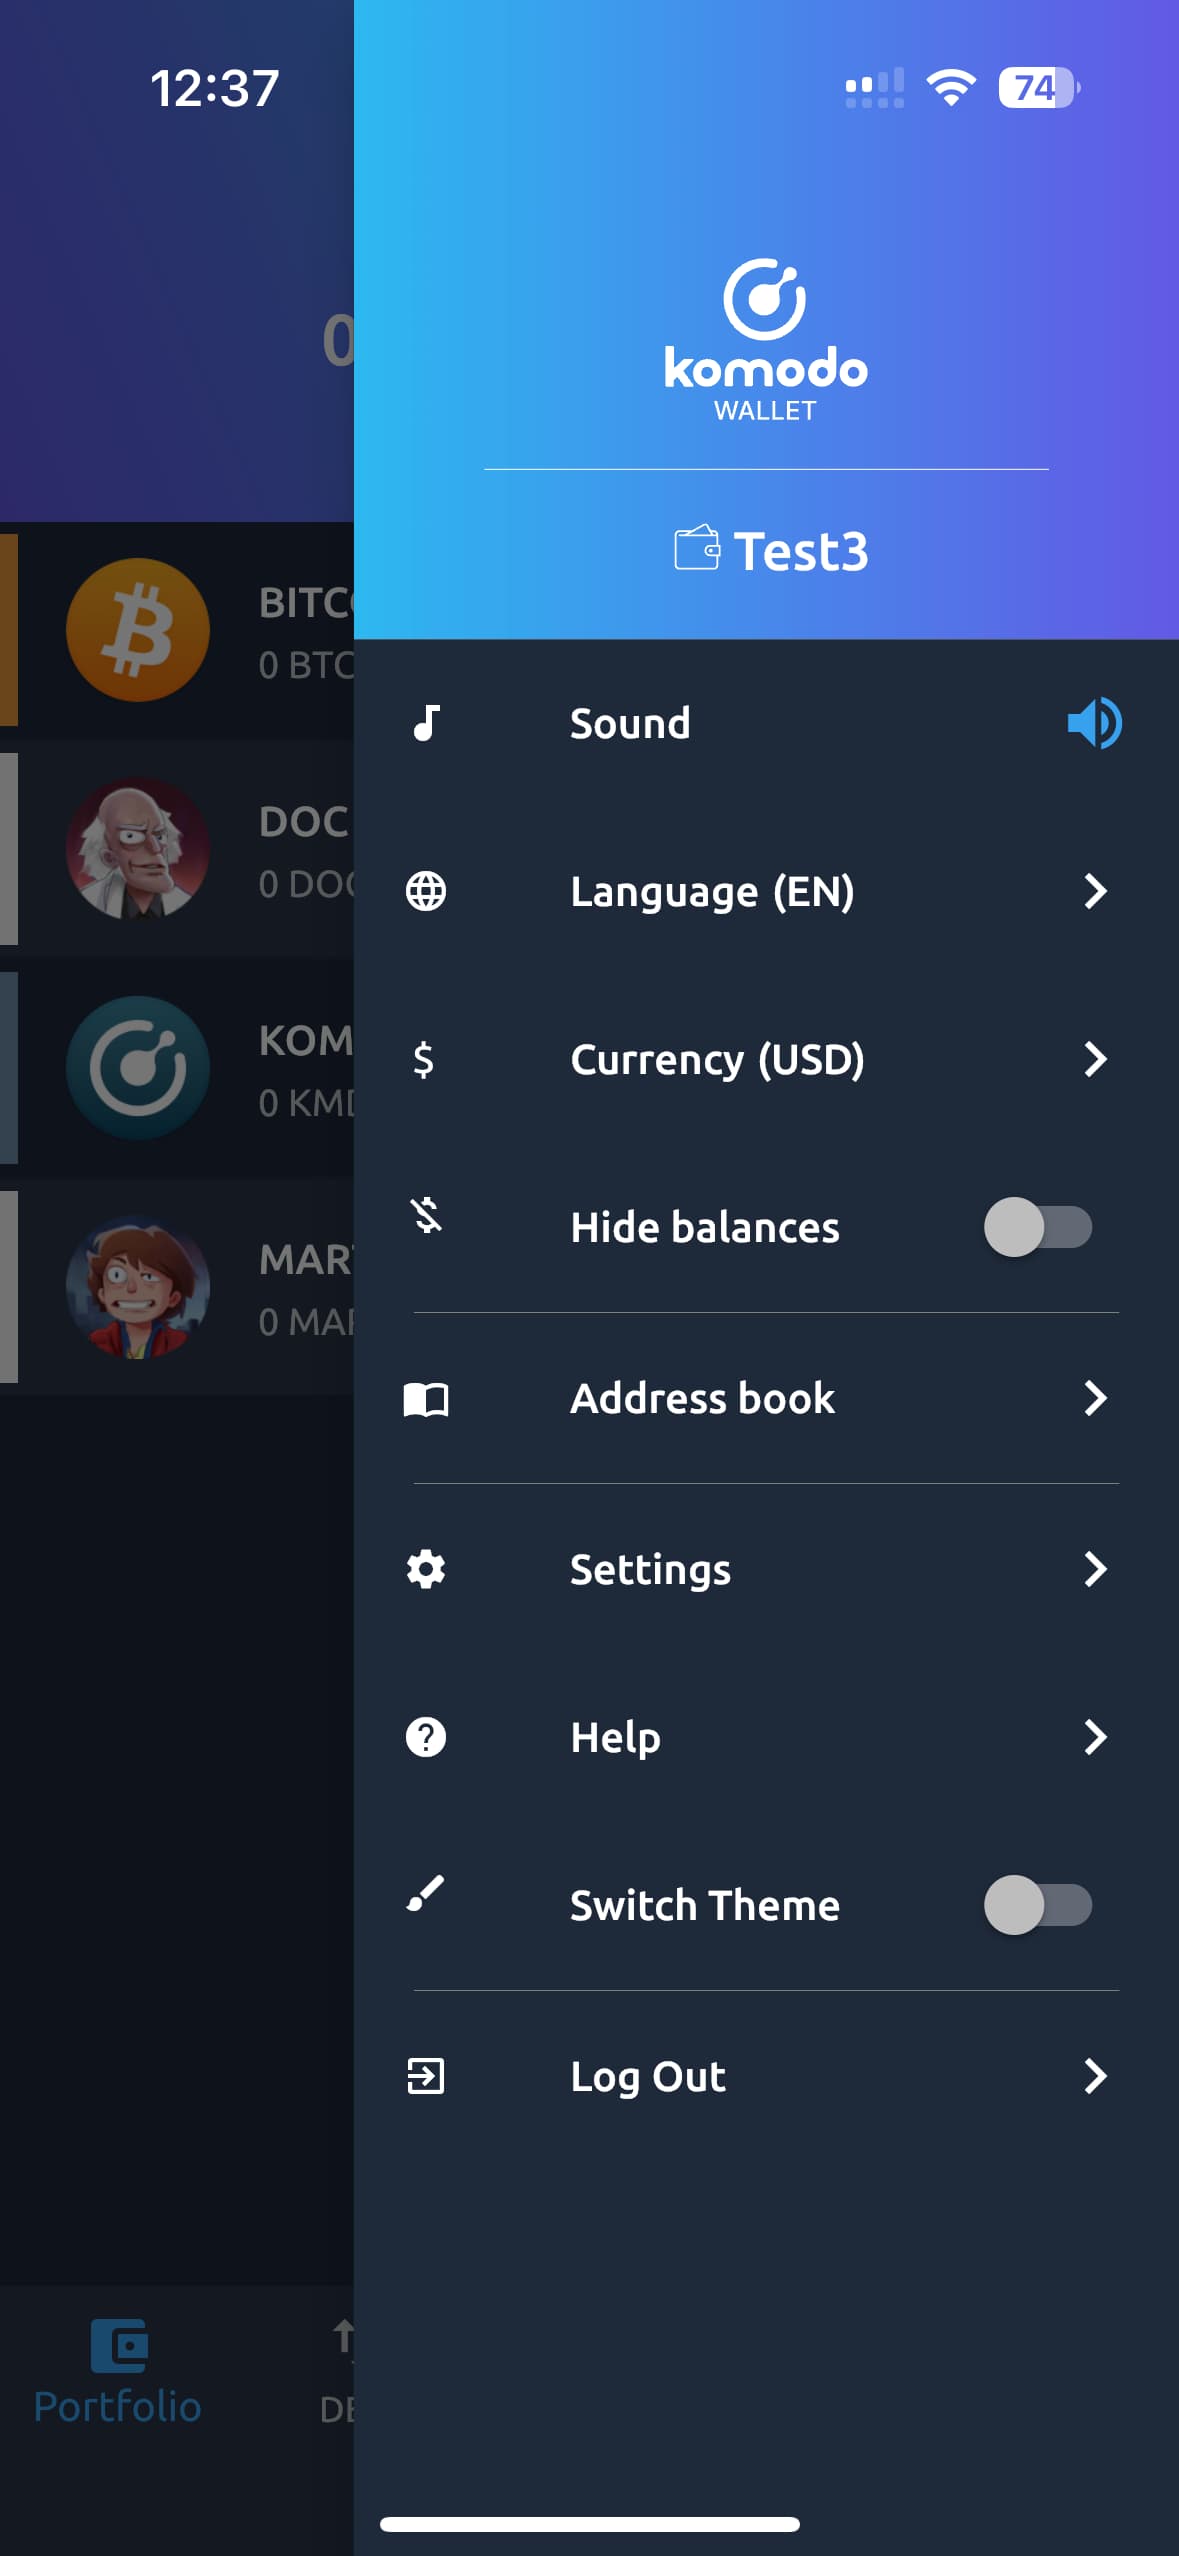 12:37
74
komodo
WALLET
Test3
0
BITC
0 BTC
DOC
0 DOC
KOM
0 KMD
MAR
0 MAR
Sound
Language (EN)
$
Currency (USD)
Hide balances
Address book
Settings
?
Help
Switch Theme
Log Out
Portfolio
DE